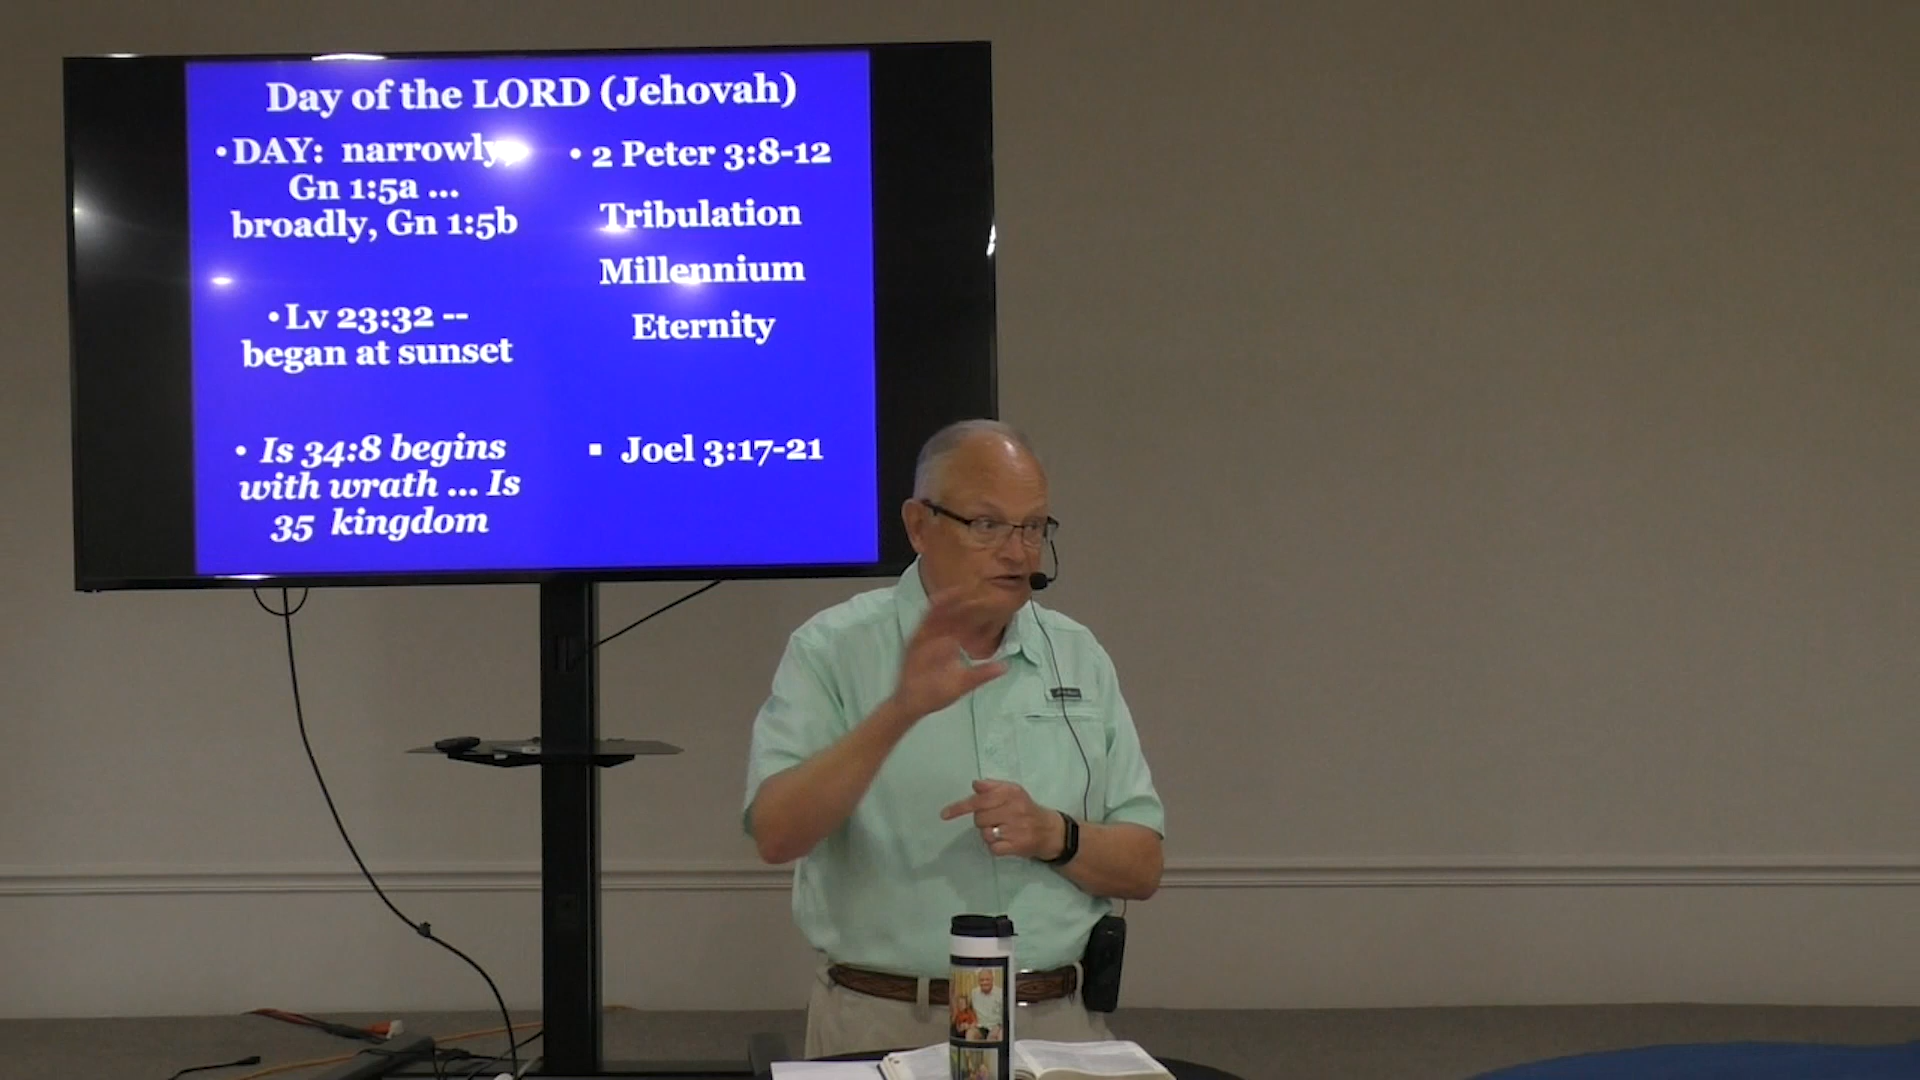 Day of the LORD (Jehovah)
• DAY: narrowly,
Gn 1:5a ...
broadly, Gn 1:5b
• Lv 23:32 --
began at sunset
• Is 34:8 begins
with wrath ... Is
35 kingdom
• 2 Peter 3:8-12
Tribulation
Millennium
Eternity
▪ Joel 3:17-21